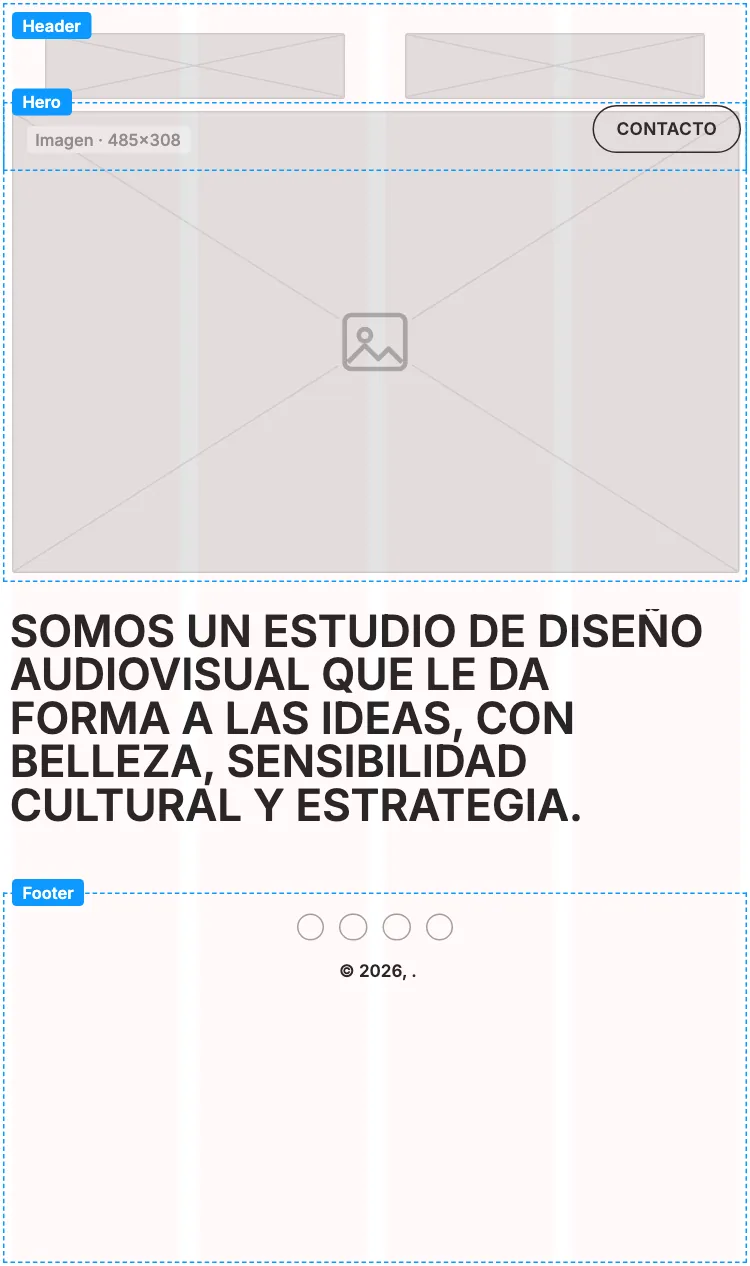 Header
Hero
Imagen · 485×308
CONTACTO
SOMOS UN ESTUDIO DE DISEÑO
AUDIOVISUAL QUE LE DA
FORMA A LAS IDEAS, CON
BELLEZA, SENSIBILIDAD
CULTURAL Y ESTRATEGIA.
Footer
© 2026, .